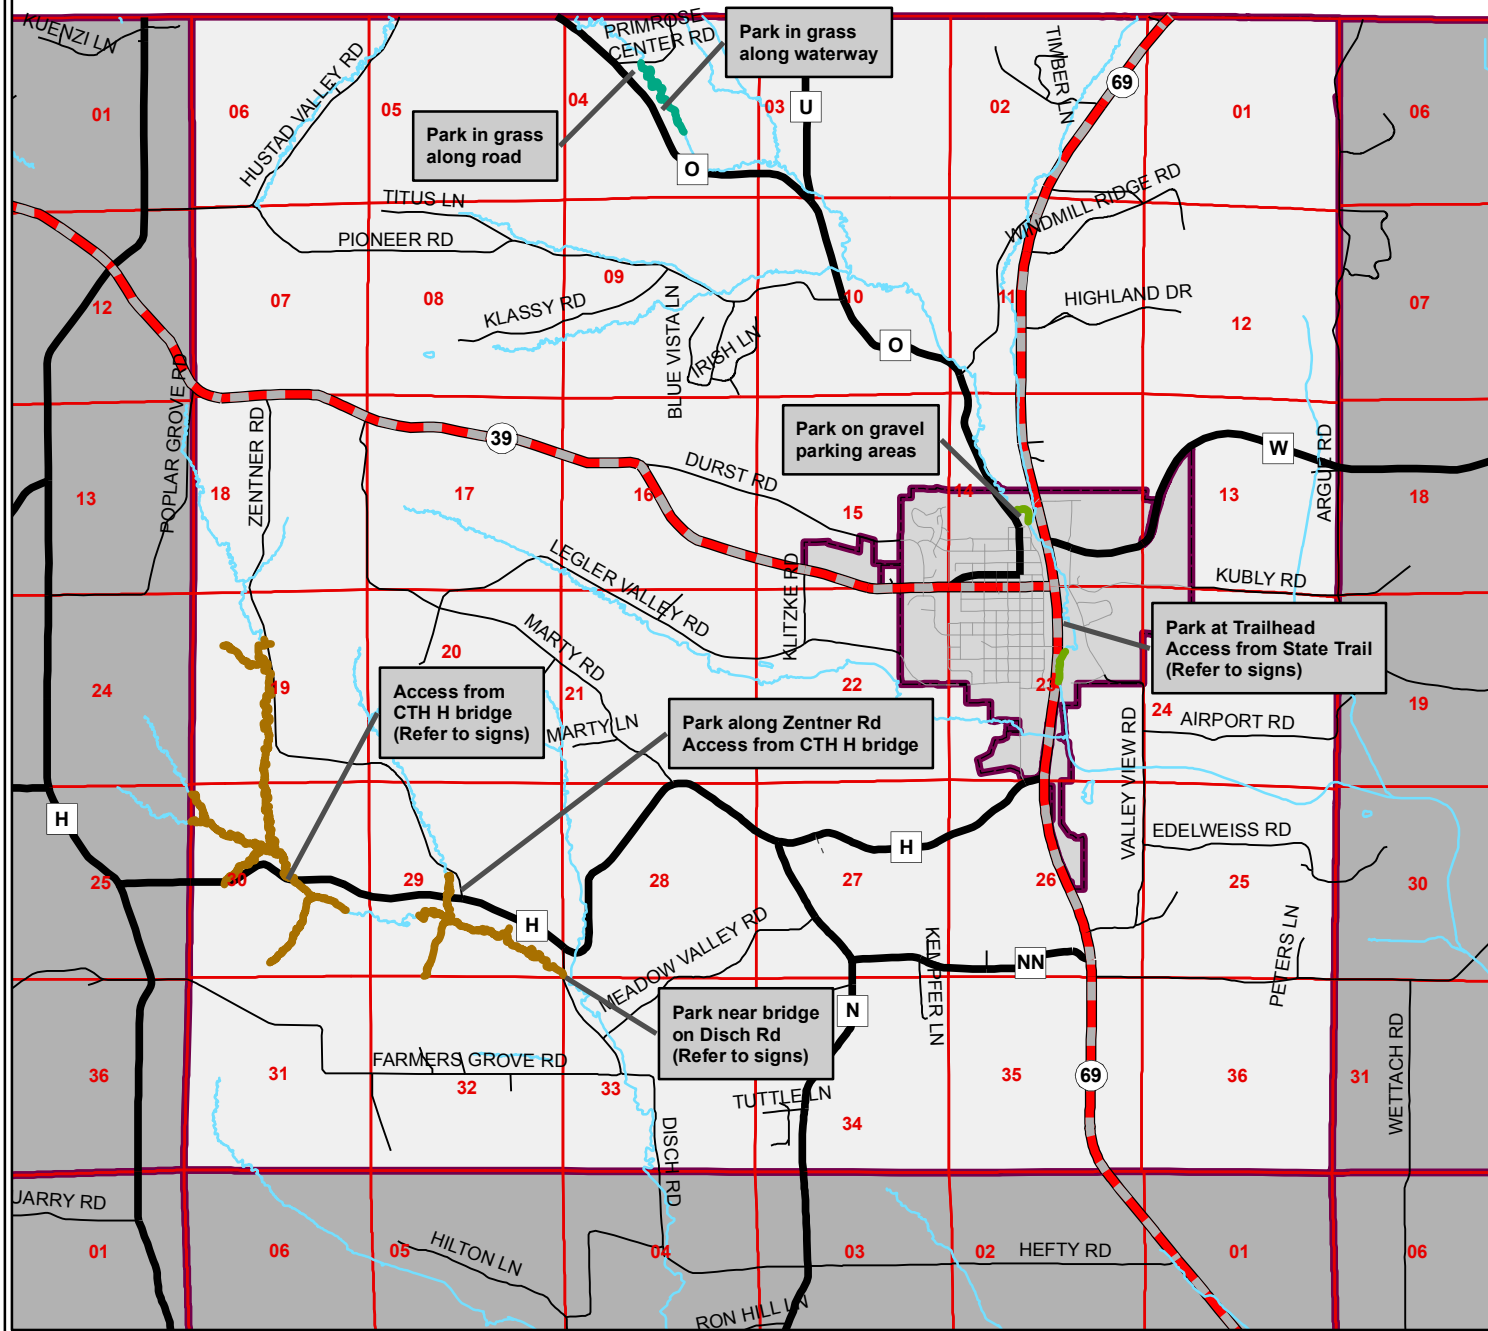 KUENZI LN
HUSTAD VALLEY RD
PRIMROSE
CENTER RD
Park in grass
along waterway
TIMBER LN
69
01
06
05
04
03
U
02
01
06
Park in grass
along road
O
TITUS LN
PIONEER RD
WINDMILL RIDGE RD
12
07
08
09
KLASSY RD
BLUE VISTA LN
IRISH LN
10
11
HIGHLAND DR
12
07
O
POPLAR GROVE RD
ZENTNER RD
39
Park on gravel
parking areas
W
ARGUE RD
DURST RD
13
18
17
16
15
14
13
18
LEGLER VALLEY RD
KLITZKE RD
KUBLY RD
MARTY RD
Park at Trailhead
Access from State Trail
(Refer to signs)
20
24
19
Access from
CTH H bridge
(Refer to signs)
21
22
23
24
19
MARTY LN
Park along Zentner Rd
Access from CTH H bridge
VALLEY VIEW RD
AIRPORT RD
H
H
EDELWEISS RD
25
30
29
28
27
26
25
30
H
MEADOW VALLEY RD
KEMPFER LN
NN
PETERS LN
Park near bridge
on Disch Rd
(Refer to signs)
N
WETTACH RD
FARMERS GROVE RD
36
31
32
33
35
69
36
31
TUTTLE LN
34
DISCH RD
JARRY RD
01
06
05
HILTON LN
04
03
02
HEFTY RD
01
06
RON HILL LN